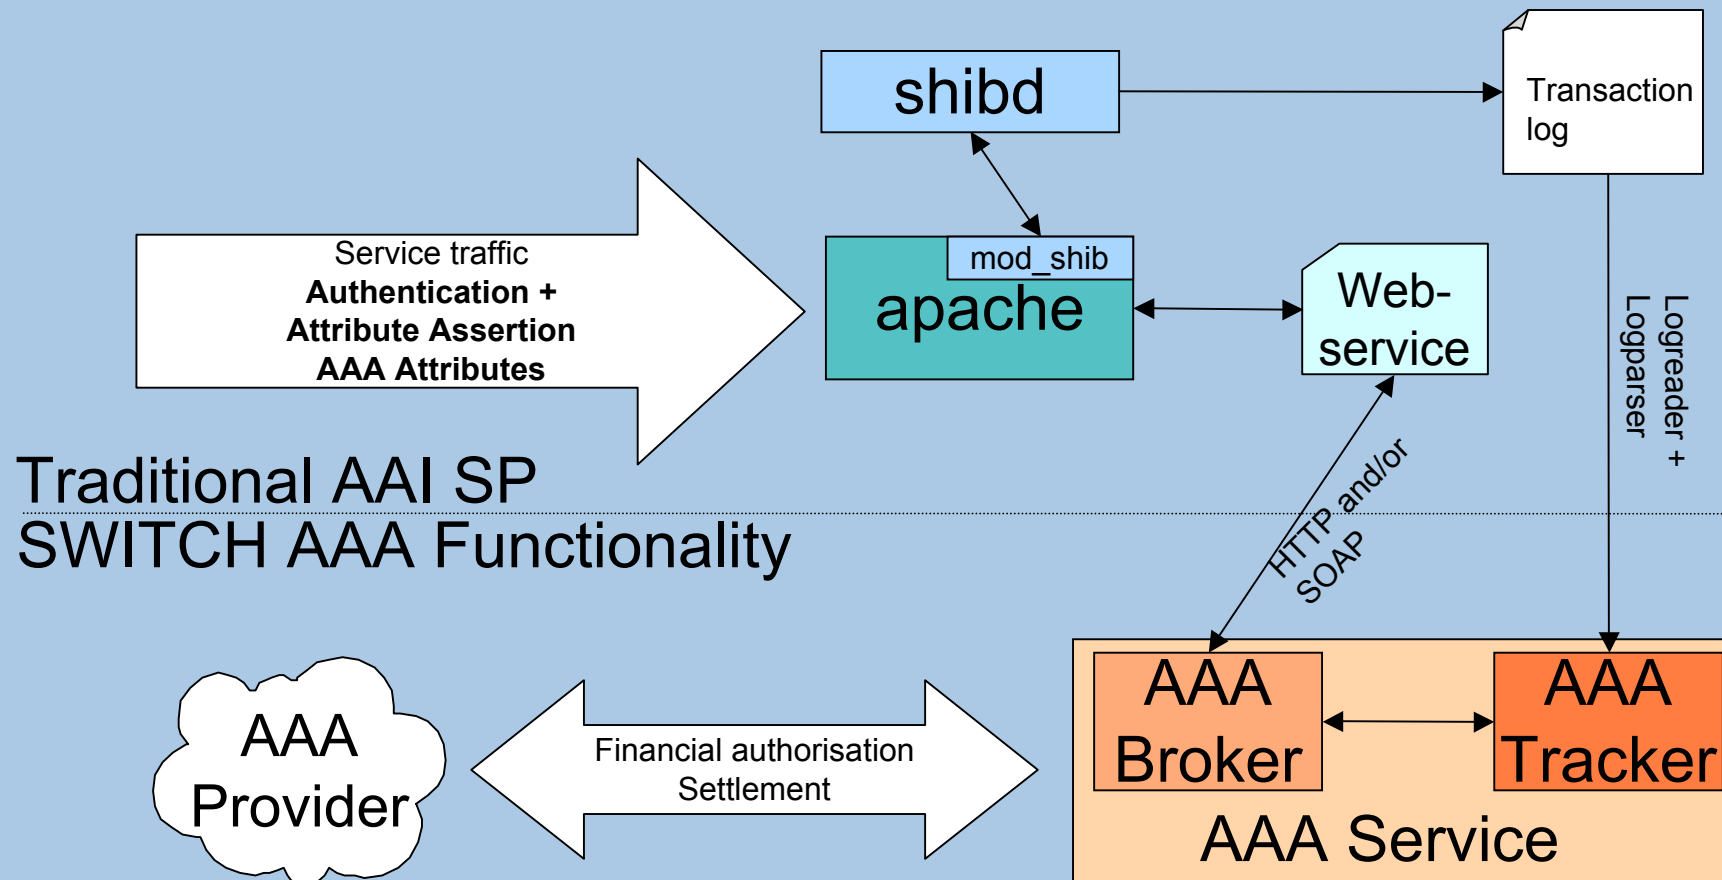 shibd
Transaction
log
Service traffic
Authentication +
Attribute Assertion
AAA Attributes
mod_shib
apache
Web-
service
Logreader +
Logparser
Traditional AAI SP
SWITCH AAA Functionality
HTTP and/or
SOAP
AAA
Provider
Financial authorisation
Settlement
AAA
Broker
AAA
Tracker
AAA Service